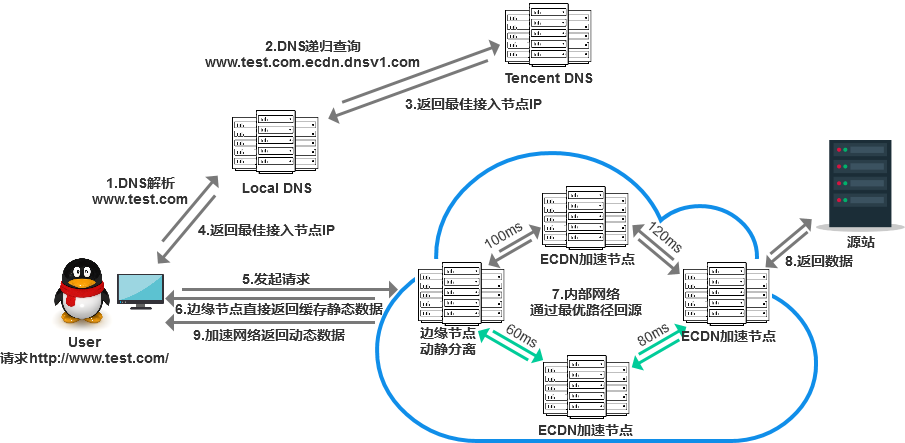 2.DNS递归查询
www.test.com.ecdn.dnsv1.com
Tencent DNS
3.返回最佳接入节点IP
1.DNS解析
www.test.com
Local DNS
4.返回最佳接入节点IP
源站
8.返回数据
100ms
120ms
ECDN加速节点
5.发起请求
6.边缘节点直接返回缓存静态数据
9.加速网络返回动态数据
7.内部网络
通过最优路径回源
边缘节点
动静分离
ECDN加速节点
60ms
80ms
ECDN加速节点
User
请求http://www.test.com/